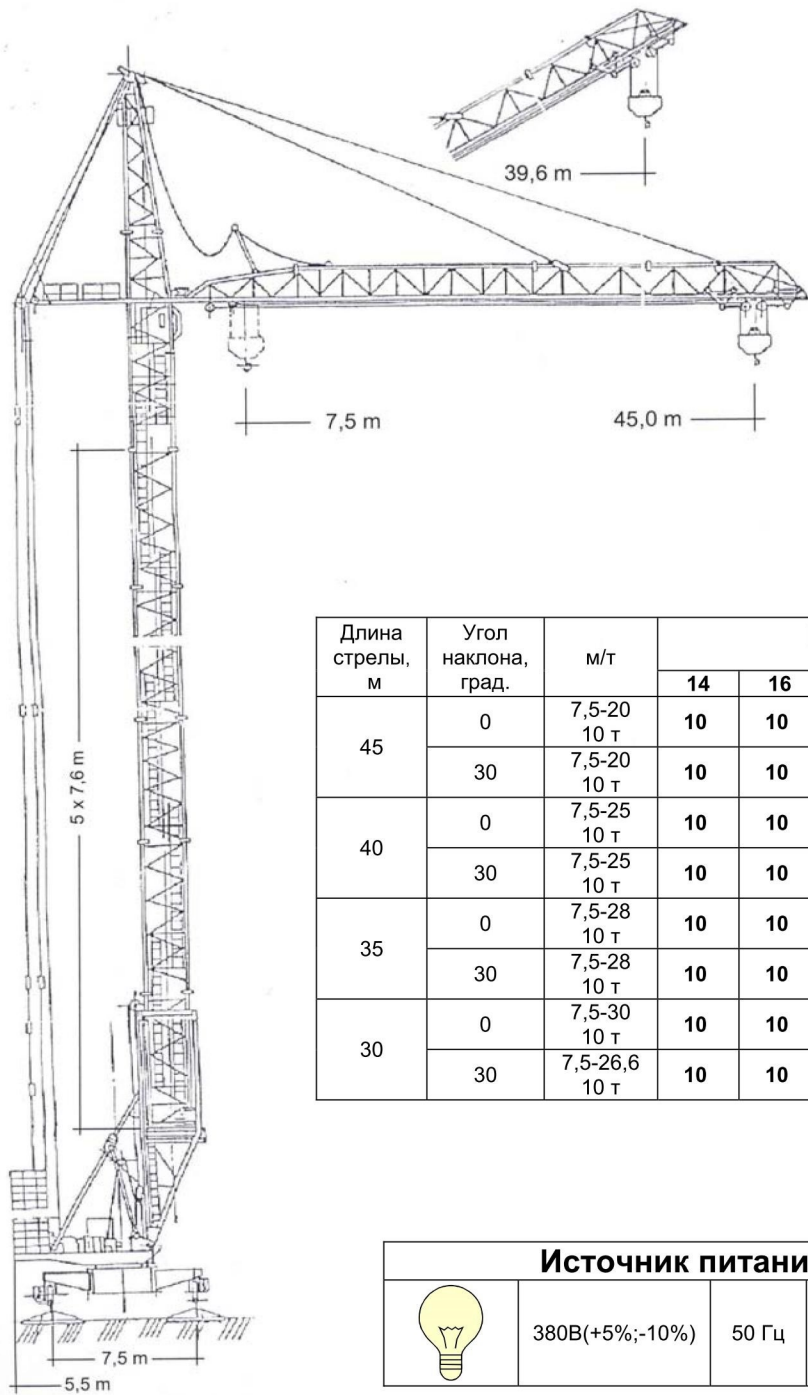 39,6 m
7,5 m
45,0 m
5 x 7,6 m
Длина стрелы, м
Угол наклона, град.
м/т
14 16
45 0 7,5-20 10 т 10 10
30 7,5-20 10 т 10 10
40 0 7,5-25 10 т 10 10
30 7,5-25 10 т 10 10
35 0 7,5-28 10 т 10 10
30 7,5-28 10 т 10 10
30 0 7,5-30 10 т 10 10
30 7,5-26,6 10 т 10 10
Источник питани
380В(+5%;-10%) 50 Гц
7,5 m
5,5 m